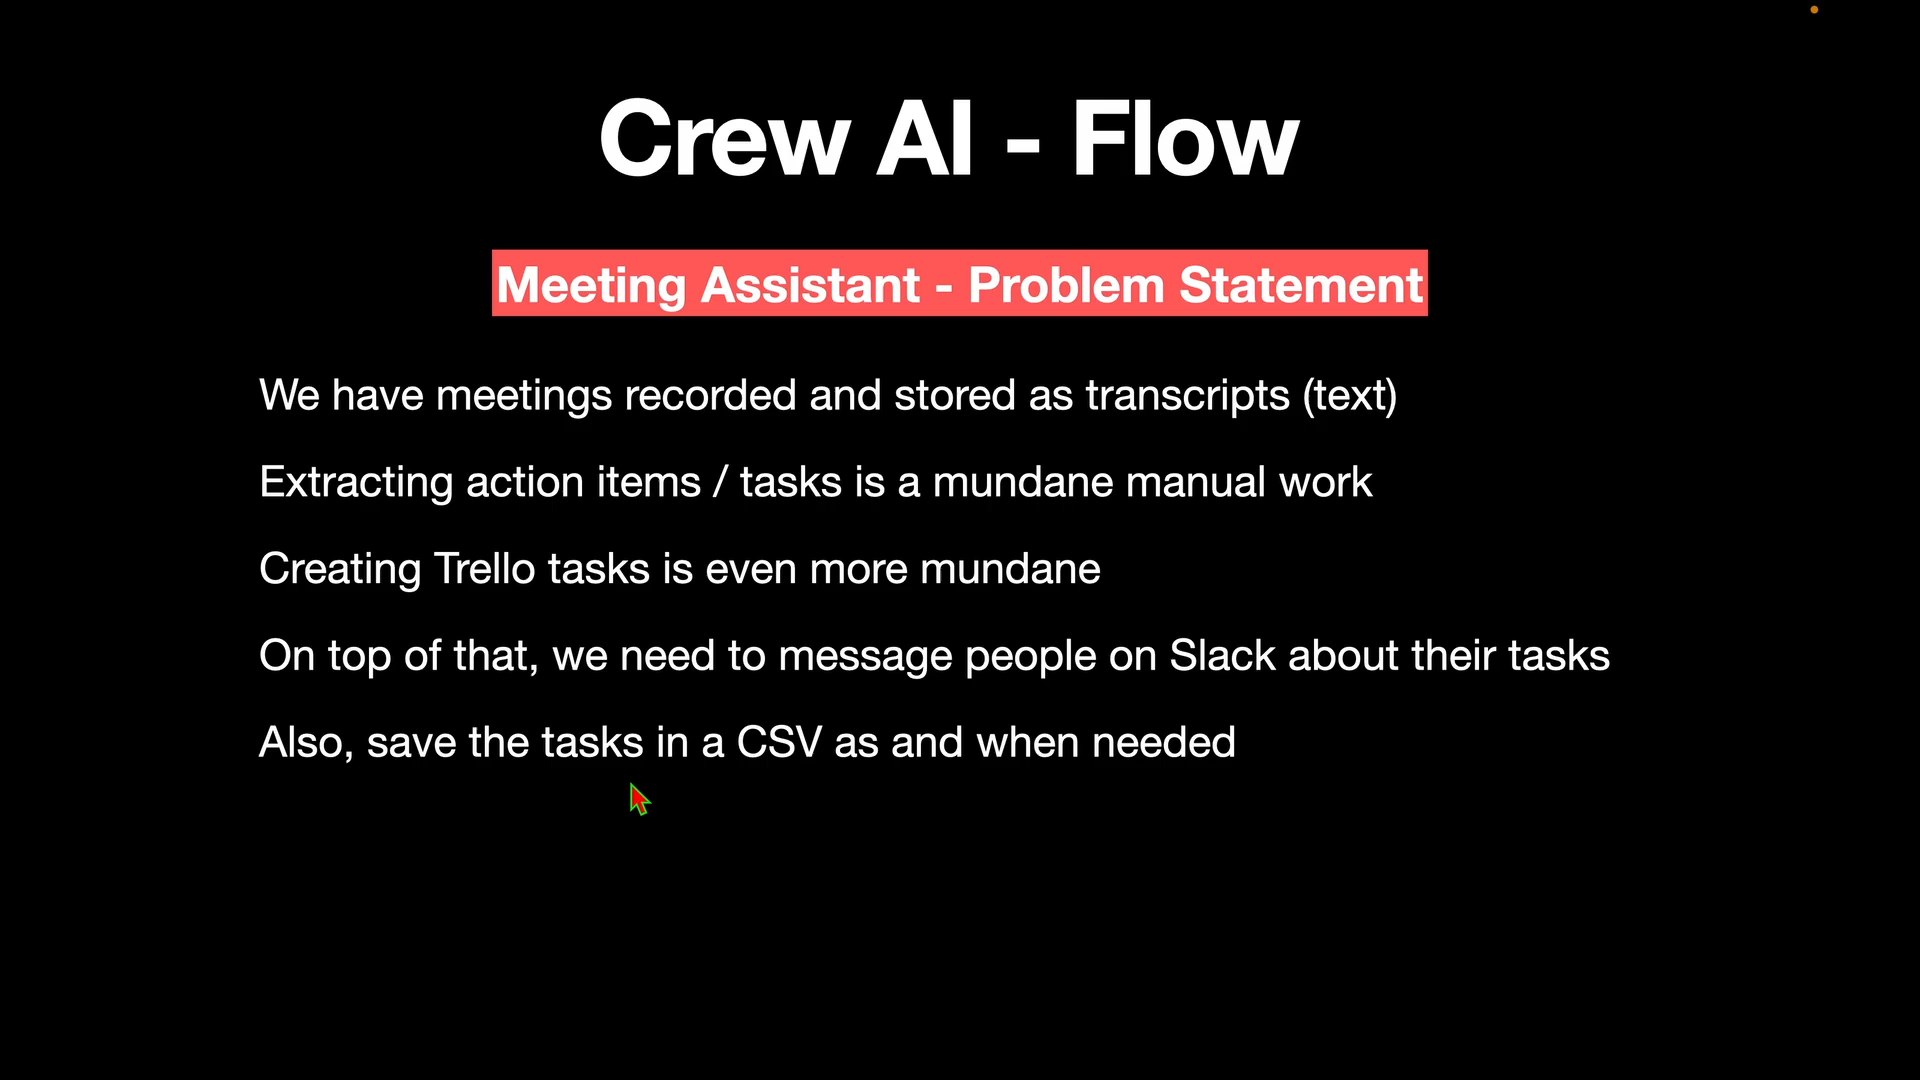 Crew AI - Flow
Meeting Assistant - Problem Statement
We have meetings recorded and stored as transcripts (text)
Extracting action items / tasks is a mundane manual work
Creating Trello tasks is even more mundane
On top of that, we need to message people on Slack about their tasks
Also, save the tasks in a CSV as and when needed